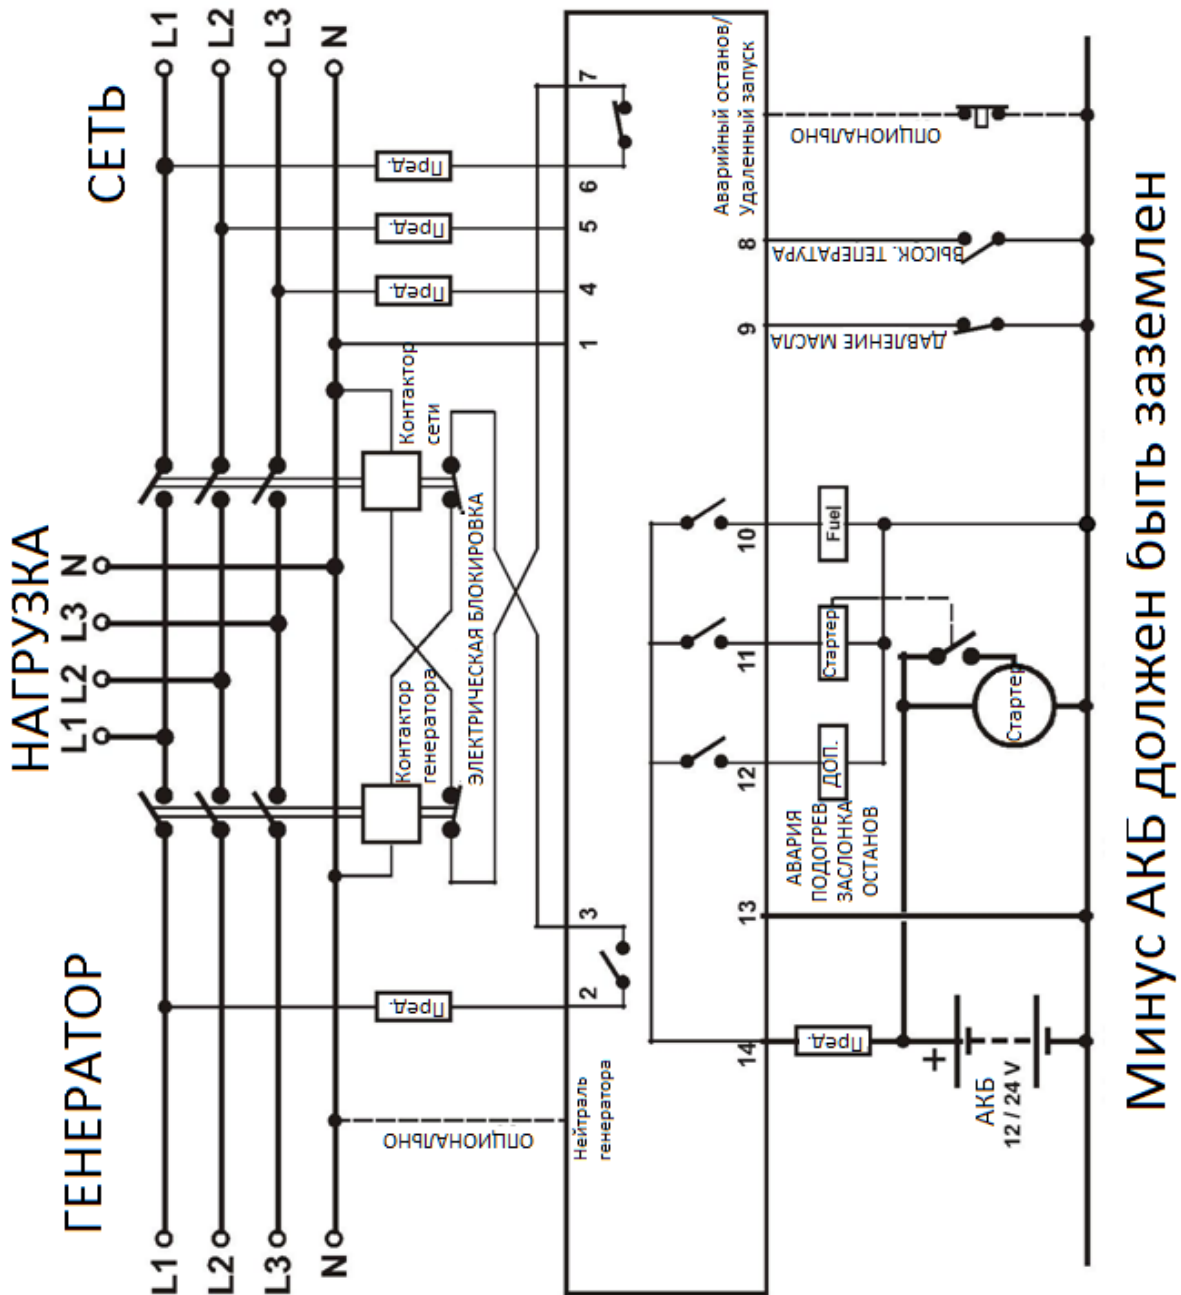 ГЕНЕРАТОР
НАГРУЗКА
СЕТЬ
L1
L2
L3
N
L1
L2
L3
N
L1
L2
L3
N
Пред.
Пред.
Пред.
Пред.
Контактор
генератора
Контактор
сети
ЭЛЕКТРИЧЕСКАЯ БЛОКИРОВКА
ОПЦИОНАЛЬНО
Нейтраль
генератора
2
3
1
4
5
6
7
14
13
12
11
10
9
8
Аварийный останов/
Удаленный запуск
Пред.
АВАРИЯ
ПОДОГРЕВ
ЗАСЛОНКА
ОСТАНОВ
ДОП.
Стартер
Fuel
ДАВЛЕНИЕ МАСЛА
ВЫСОК. ТЕПЕРАТУРА
ОПЦИОНАЛЬНО
+
АКБ
12 / 24 V
Стартер
Минус АКБ должен быть заземлен